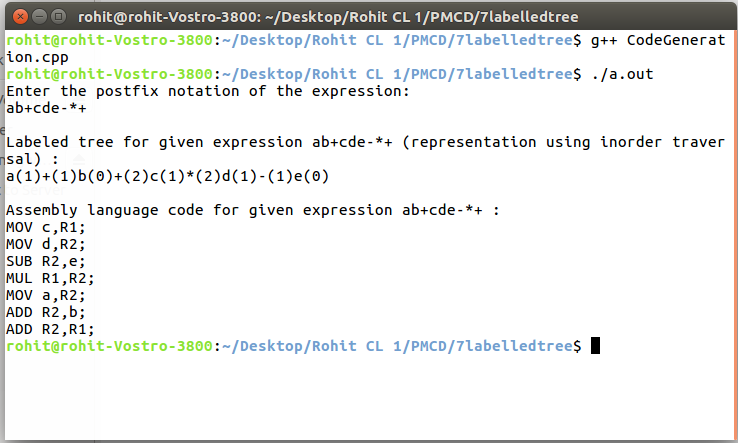 rohit@rohit-Vostro-3800: ~/Desktop/Rohit CL 1/PMCD/7labelledtree
rohit@rohit-Vostro-3800:~/Desktop/Rohit CL 1/PMCD/7labelledtree$ g++ CodeGenerat
ion.cpp
rohit@rohit-Vostro-3800:~/Desktop/Rohit CL 1/PMCD/7labelledtree$ ./a.out
Enter the postfix notation of the expression:
ab+cde-*+
Labeled tree for given expression ab+cde-*+ (representation using inorder traver
sal) :
a(1)+(1)b(0)+(2)c(1)*(2)d(1)-(1)e(0)
Assembly language code for given expression ab+cde-*+ :
MOV c,R1;
MOV d,R2;
SUB R2,e;
MUL R1,R2;
MOV a,R2;
ADD R2,b;
ADD R2,R1;
rohit@rohit-Vostro-3800:~/Desktop/Rohit CL 1/PMCD/7labelledtree$